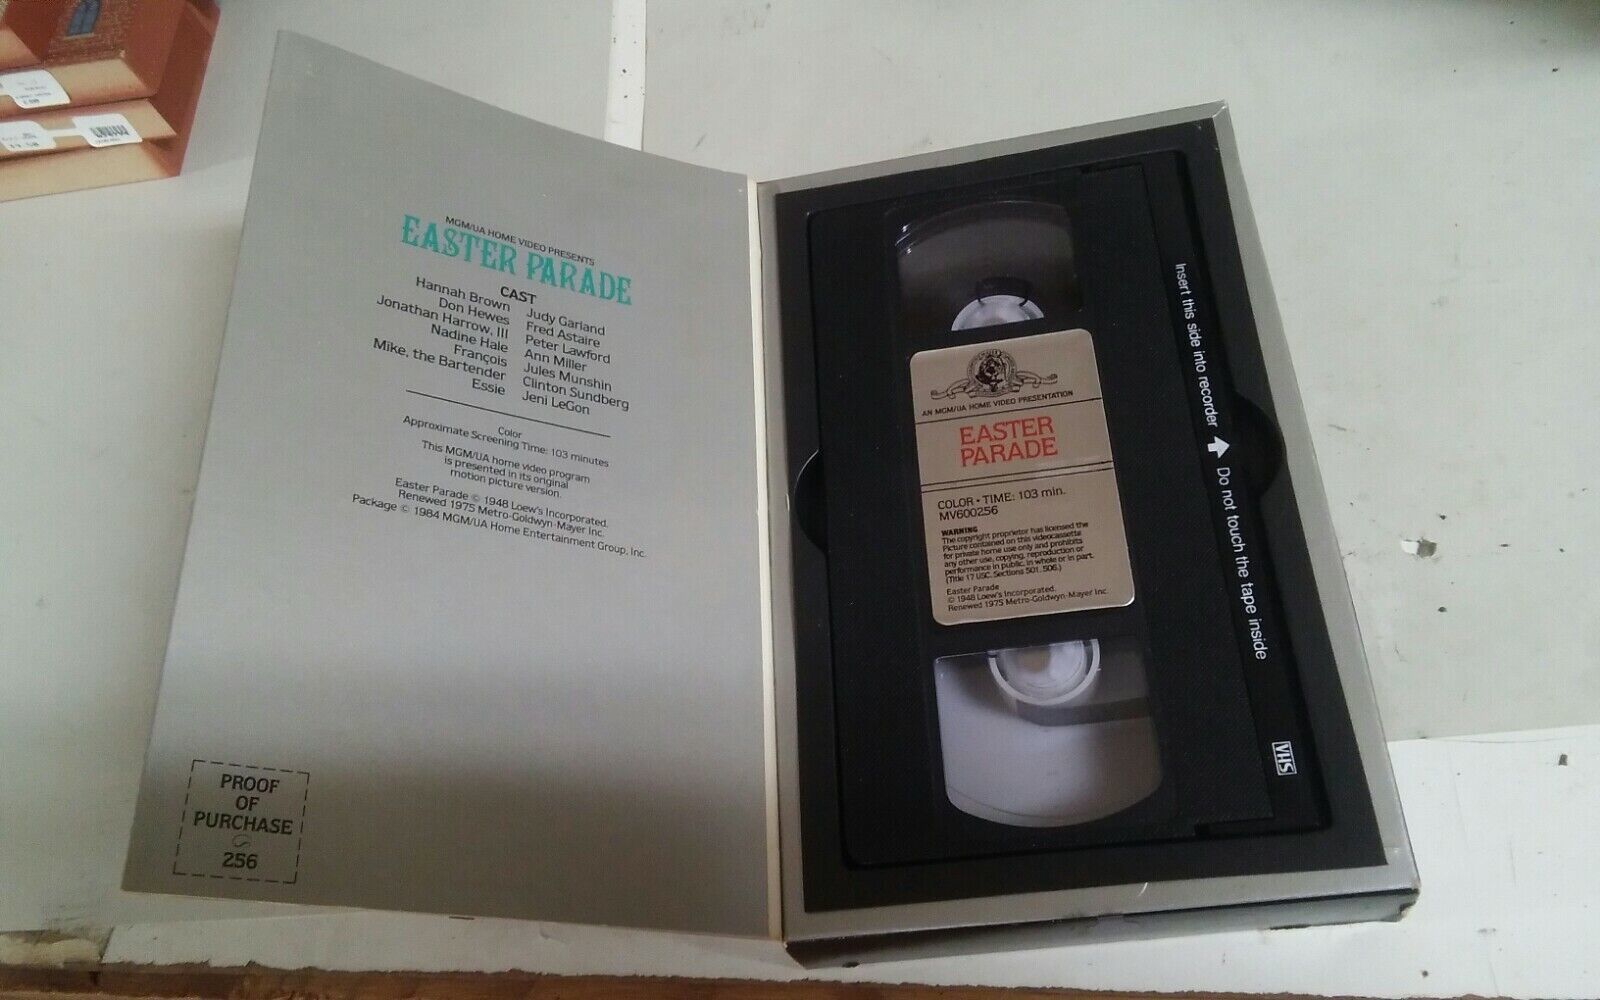 MGM/UA HOME VIDEO PRESENTS
EASTER PARADE
CAST
Hannah Brown Judy Garland
Don Hewes Fred Astaire
Jonathan Harrow, III Peter Lawford
Nadine Hale Ann Miller
François Jules Munshin
Mike, the Bartender Clinton Sundberg
Essie Jeni LeGon
Color
Approximate Screening Time: 103 minutes
This MGM/UA home video program
is presented in its original
motion picture version.
Easter Parade © 1948 Loew's Incorporated.
Renewed 1975 Metro-Goldwyn-Mayer Inc.
Package © 1984 MGM/UA Home Entertainment Group, Inc.
PROOF
OF
PURCHASE
256
AN MGM/UA HOME VIDEO PRESENTATION
EASTER
PARADE
COLOR • TIME: 103 min.
MV600256
WARNING
The copyright proprietor has licensed the
Picture contained on this videocassette
for private home use only and prohibits
any other use, copying, reproduction or
performance in public, in whole or in part.
(Title 17 USC. Sections 501, 506.)
Easter Parade
© 1948 Loew's Incorporated.
Renewed 1975 Metro-Goldwyn-Mayer Inc.
Insert this side into recorder Do not touch the tape inside
VHS